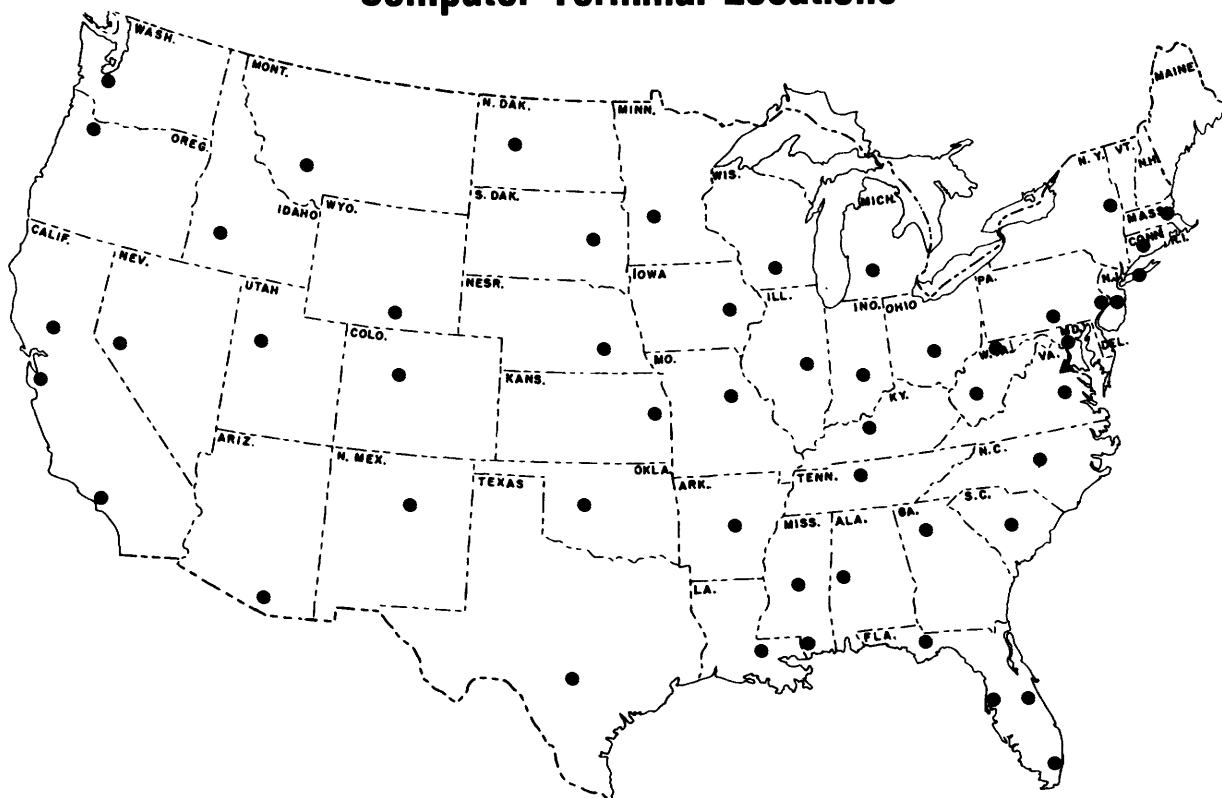 Computer Terminal Locations
WASH.
MONT.
N. DAK.
MINN.
MAINE
OREG.
WIS.
N.Y.
VT.
N.H.
S. DAK.
MICH.
IDAHO
WYO.
MASS.
CALIF.
CONN.
R.I.
NEV.
UTAH
NESR.
IOWA
ILL.
IND.
OHIO
PA.
N.J.
COLO.
MO.
W.VA.
MD.
VA.
DEL.
KANS.
KY.
ARIZ.
N. MEX.
OKLA.
TEXAS
ARK.
TENN.
N.C.
S.C.
MISS.
ALA.
GA.
LA.
FLA.